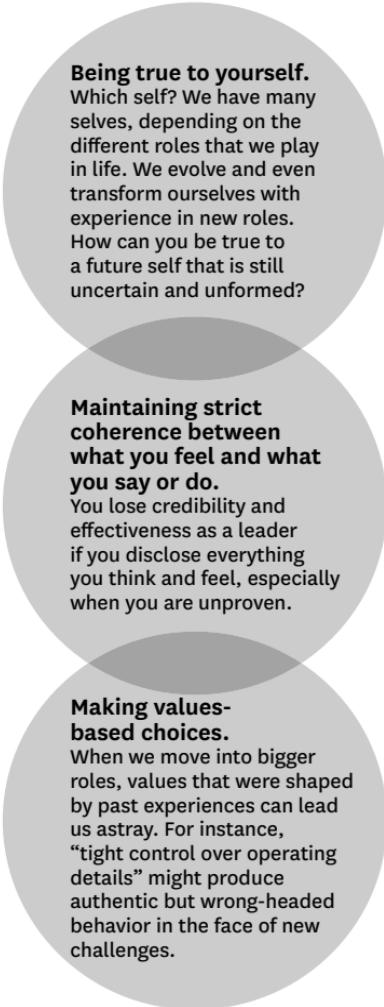 Being true to yourself.
Which self? We have many
selves, depending on the
different roles that we play
in life. We evolve and even
transform ourselves with
experience in new roles.
How can you be true to
a future self that is still
uncertain and unformed?
Maintaining strict
coherence between
what you feel and what
you say or do.
You lose credibility and
effectiveness as a leader
if you disclose everything
you think and feel, especially
when you are unproven.
Making values-
based choices.
When we move into bigger
roles, values that were shaped
by past experiences can lead
us astray. For instance,
“tight control over operating
details” might produce
authentic but wrong-headed
behavior in the face of new
challenges.